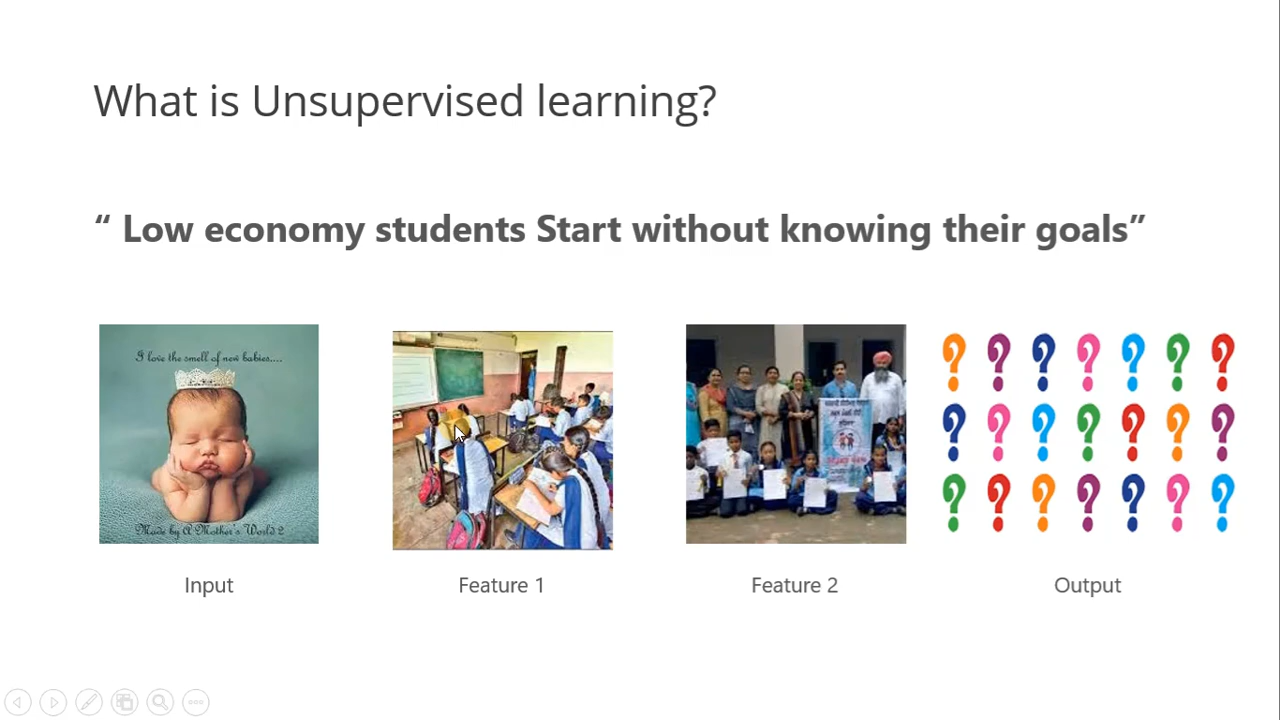 What is Unsupervised learning?
“ Low economy students Start without knowing their goals”
I love the smell of new babies....
Made by A Mother's World 2
Input
Feature 1
Feature 2
Output